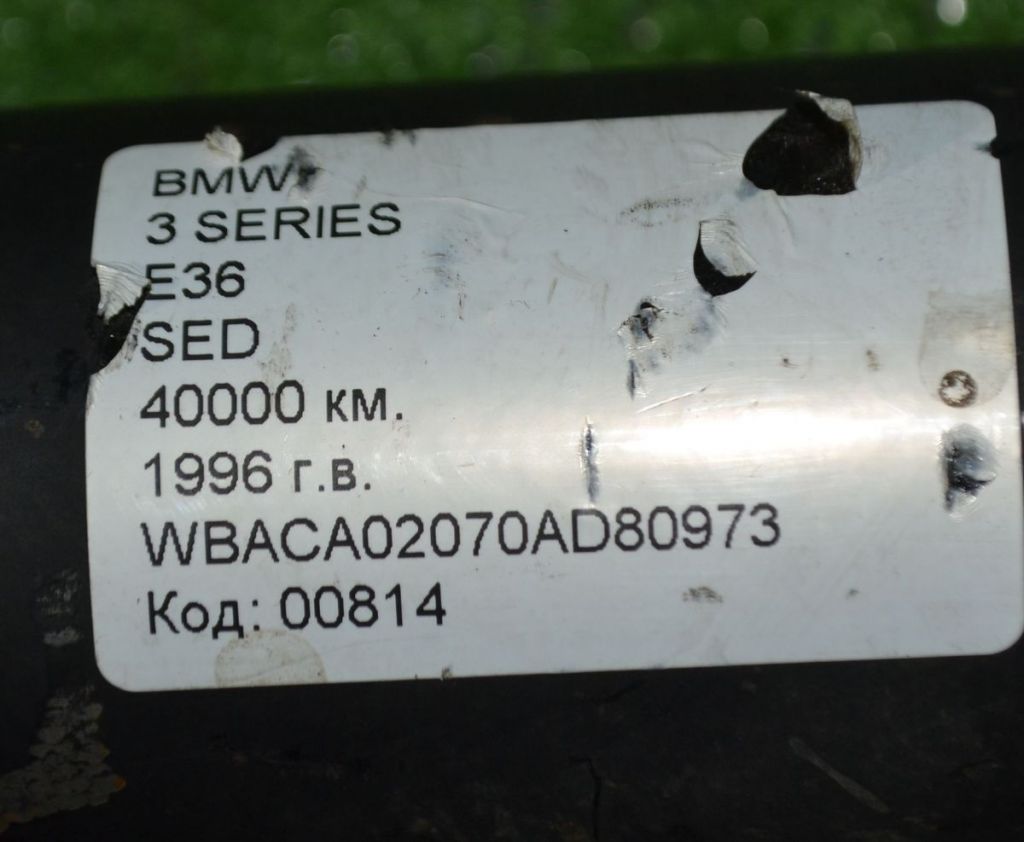 BMW
3 SERIES
E36
SED
40000 км.
1996 г.в.
WBACA02070AD80973
Код: 00814